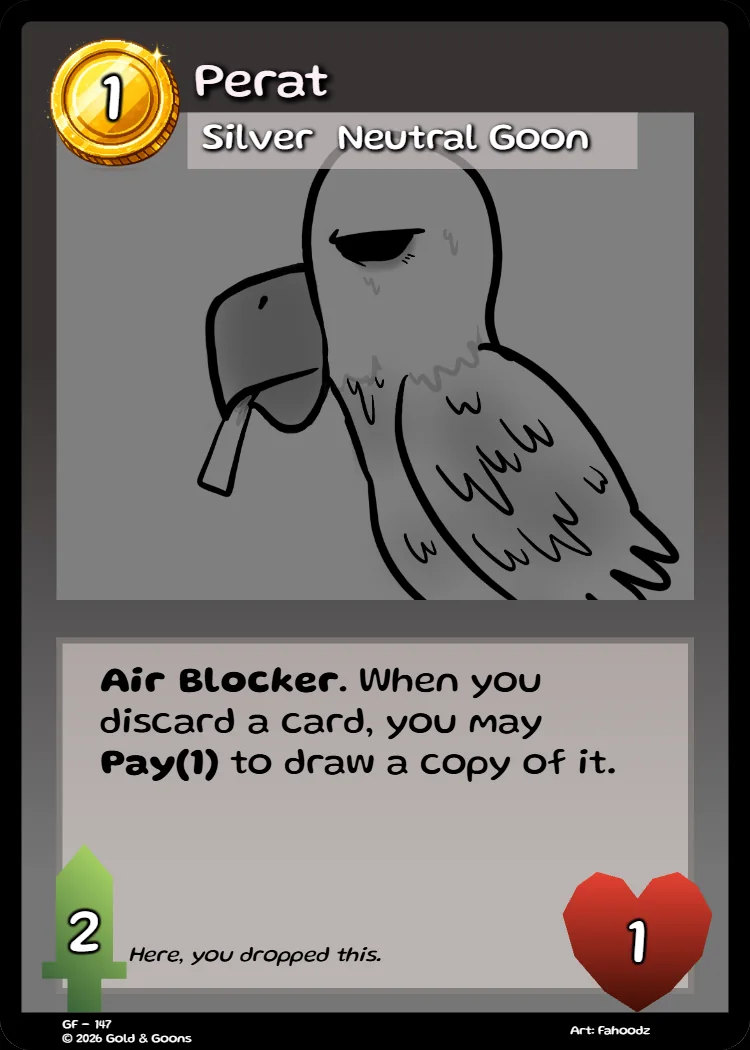 1
Perat
Silver Neutral Goon
Air Blocker. When you
discard a card, you may
Pay(1) to draw a copy of it.
2
Here, you dropped this.
1
GF - 147
© 2026 Gold & Goons
Art: Fahoodz